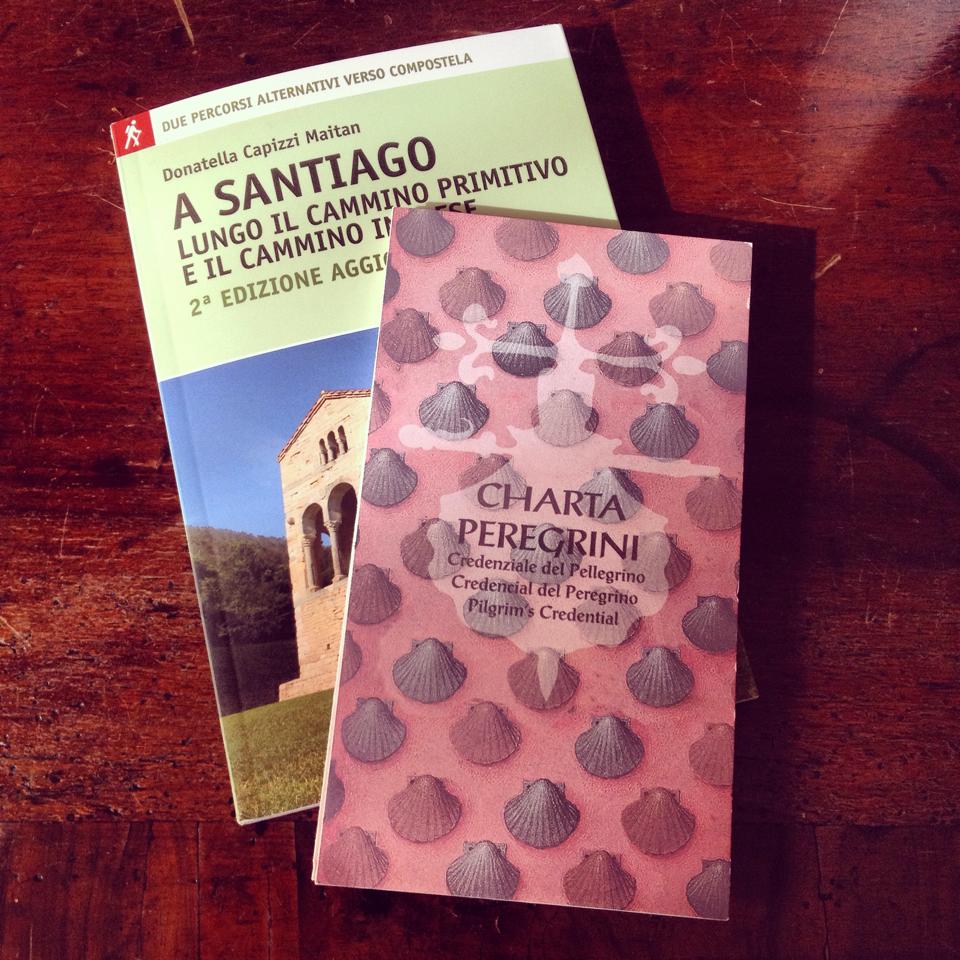 DUE PERCORSI ALTERNATIVI VERSO COMPOSTELA
Donatella Capizzi Maitan
A SANTIAGO
LUNGO IL CAMMINO PRIMITIVO
E IL CAMMINO
2ª EDIZIONE
CHARTA
PEREGRINI
Credenziale del Pellegrino
Credencial del Peregrino
Pilgrim's Credential